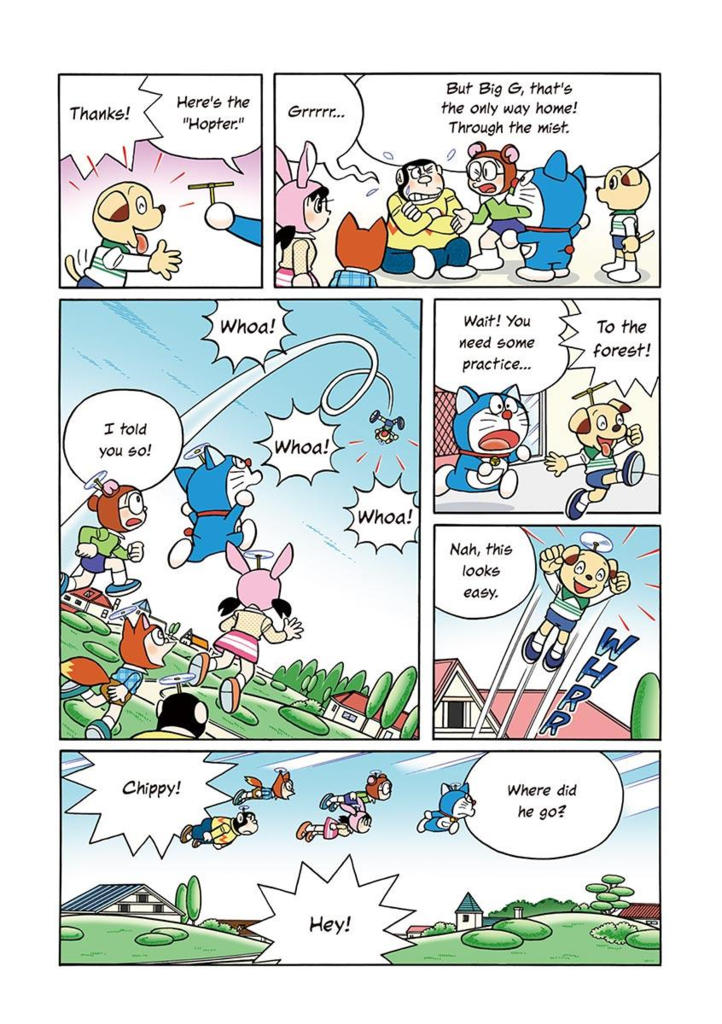 But Big G, that's
the only way home!
Through the mist.
Grrrrr...
Here's the
"Hopter."
Thanks!
To the
forest!
Wait! You
need some
practice...
Nah, this
looks
easy.
WHRR
Whoa!
Whoa!
Whoa!
I told
you so!
Where did
he go?
Chippy!
Hey!